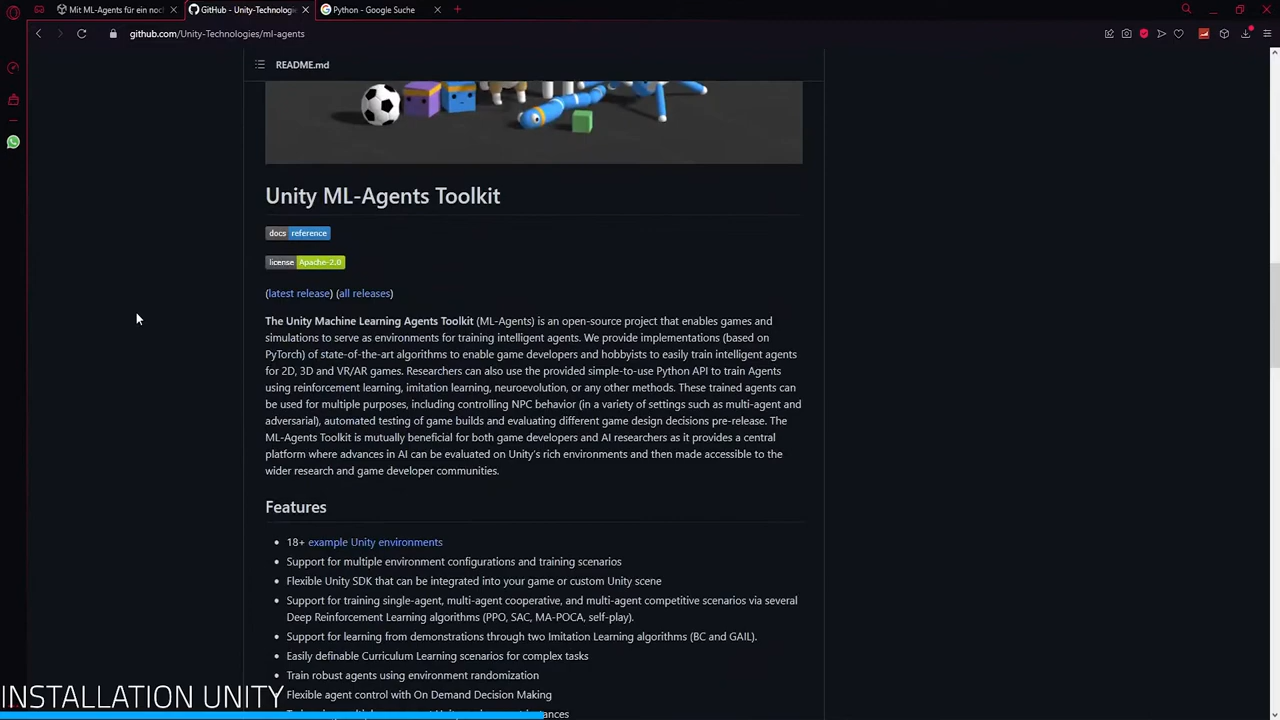 Mit ML-Agents für ein noc
GitHub - Unity-Technologie
Python - Google Suche
github.com/Unity-Technologies/ml-agents
README.md
Unity ML-Agents Toolkit
docs reference
license Apache-2.0
(latest release) (all releases)
The Unity Machine Learning Agents Toolkit (ML-Agents) is an open-source project that enables games and
simulations to serve as environments for training intelligent agents. We provide implementations (based on
PyTorch) of state-of-the-art algorithms to enable game developers and hobbyists to easily train intelligent agents
for 2D, 3D and VR/AR games. Researchers can also use the provided simple-to-use Python API to train Agents
using reinforcement learning, imitation learning, neuroevolution, or any other methods. These trained agents can
be used for multiple purposes, including controlling NPC behavior (in a variety of settings such as multi-agent and
adversarial), automated testing of game builds and evaluating different game design decisions pre-release. The
ML-Agents Toolkit is mutually beneficial for both game developers and AI researchers as it provides a central
platform where advances in AI can be evaluated on Unity's rich environments and then made accessible to the
wider research and game developer communities.
Features
18+ example Unity environments
Support for multiple environment configurations and training scenarios
Flexible Unity SDK that can be integrated into your game or custom Unity scene
Support for training single-agent, multi-agent cooperative, and multi-agent competitive scenarios via several
Deep Reinforcement Learning algorithms (PPO, SAC, MA-POCA, self-play).
Support for learning from demonstrations through two Imitation Learning algorithms (BC and GAIL).
Easily definable Curriculum Learning scenarios for complex tasks
Train robust agents using environment randomization
Flexible agent control with On Demand Decision Making
INSTALLATION UNITY